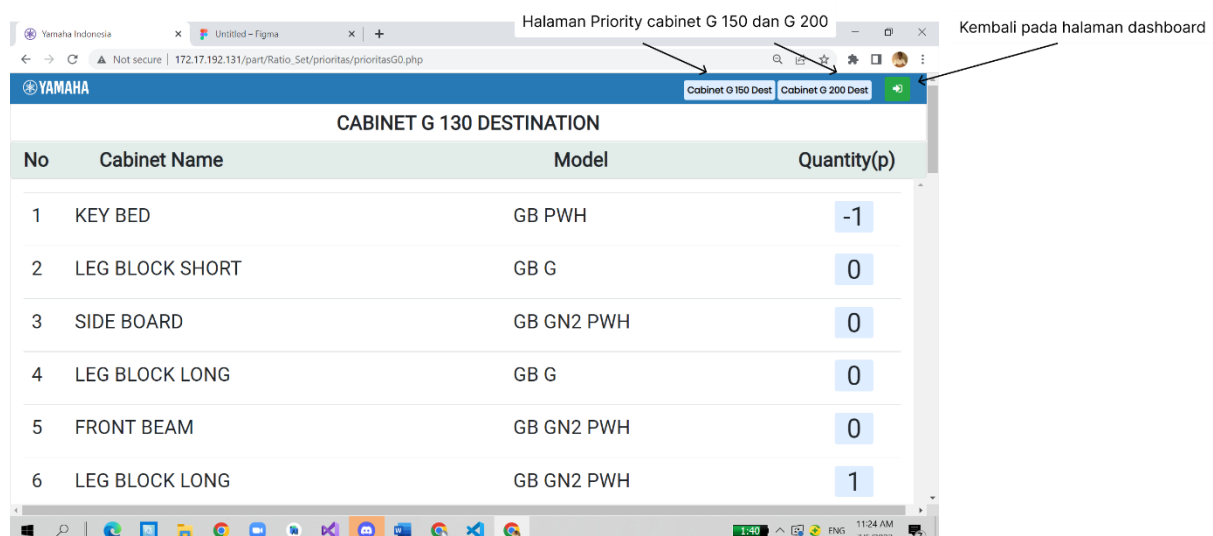 Halaman Priority cabinet G 150 dan G 200
Kembali pada halaman dashboard
Yamaha Indonesia
Untitled – Figma
Not secure | 172.17.192.131/part/Ratio_Set/prioritas/prioritasG0.php
YAMAHA
Cabinet G 150 Dest
Cabinet G 200 Dest
CABINET G 130 DESTINATION
No Cabinet Name Model Quantity(p)
1 KEY BED GB PWH -1
2 LEG BLOCK SHORT GB G 0
3 SIDE BOARD GB GN2 PWH 0
4 LEG BLOCK LONG GB G 0
5 FRONT BEAM GB GN2 PWH 0
6 LEG BLOCK LONG GB GN2 PWH 1
1:40 ENG 11:24 AM